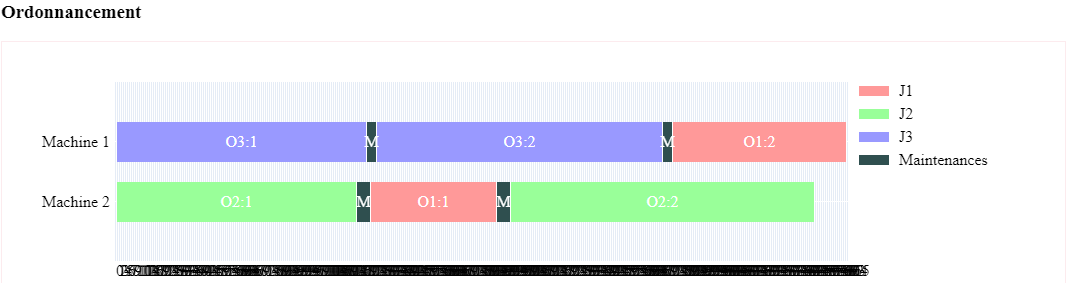 Ordonnancement
J1
J2
J3
Maintenances
Machine 1
O3:1
M
O3:2
M
O1:2
Machine 2
O2:1
M
O1:1
M
O2:2